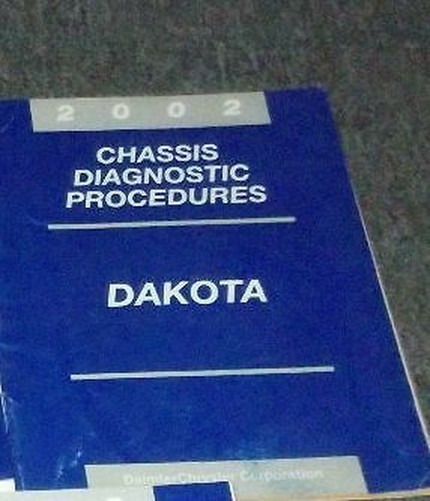 2002
CHASSIS
DIAGNOSTIC
PROCEDURES
DAKOTA
DaimlerChrysler Corporation